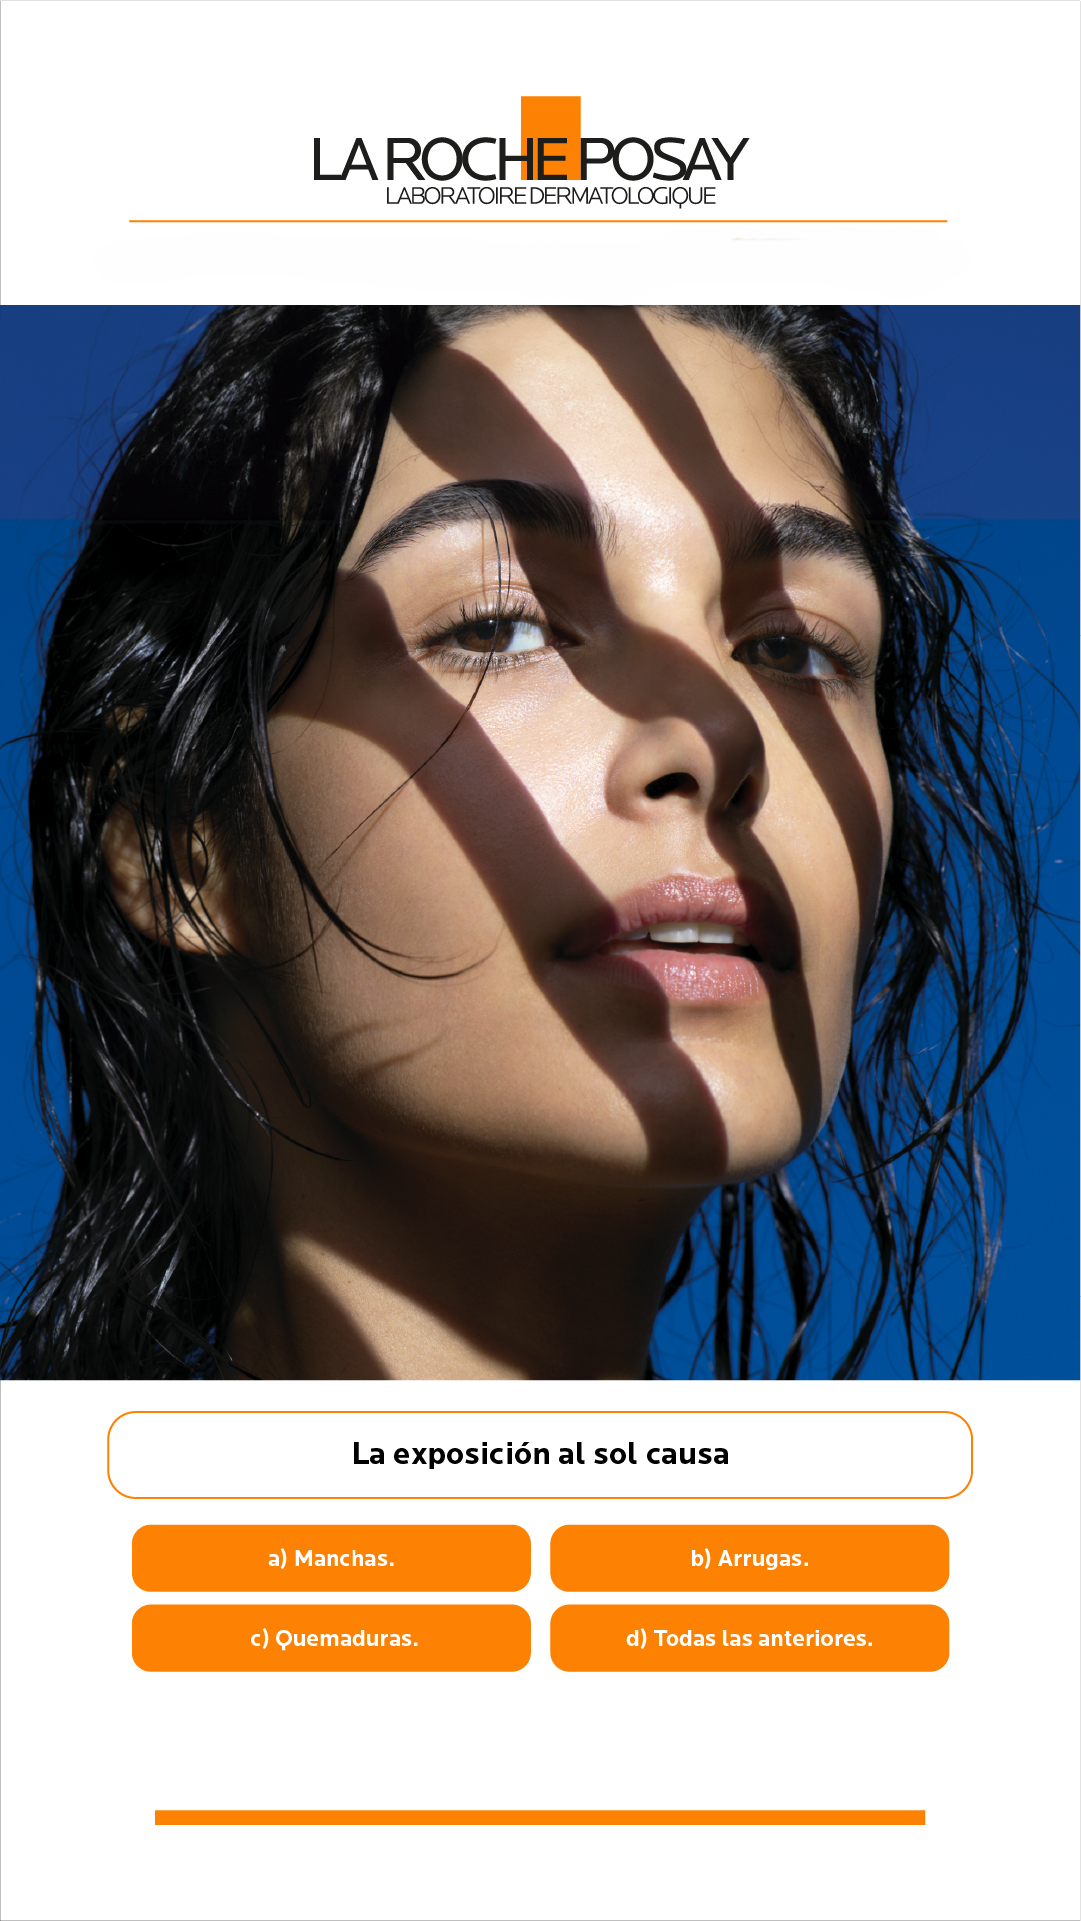 LA ROCHE POSAY
LABORATOIRE DERMATOLOGIQUE
La exposición al sol causa
a) Manchas.
b) Arrugas.
c) Quemaduras.
d) Todas las anteriores.